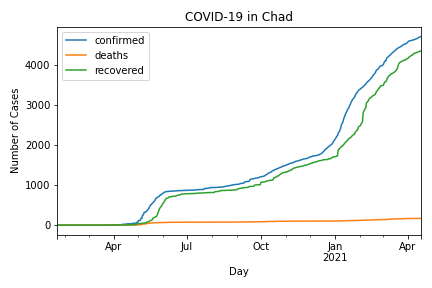 COVID-19 in Chad
confirmed
deaths
recovered
Number of Cases
4000
3000
2000
1000
0
Apr Jul Oct Jan Apr
2021
Day